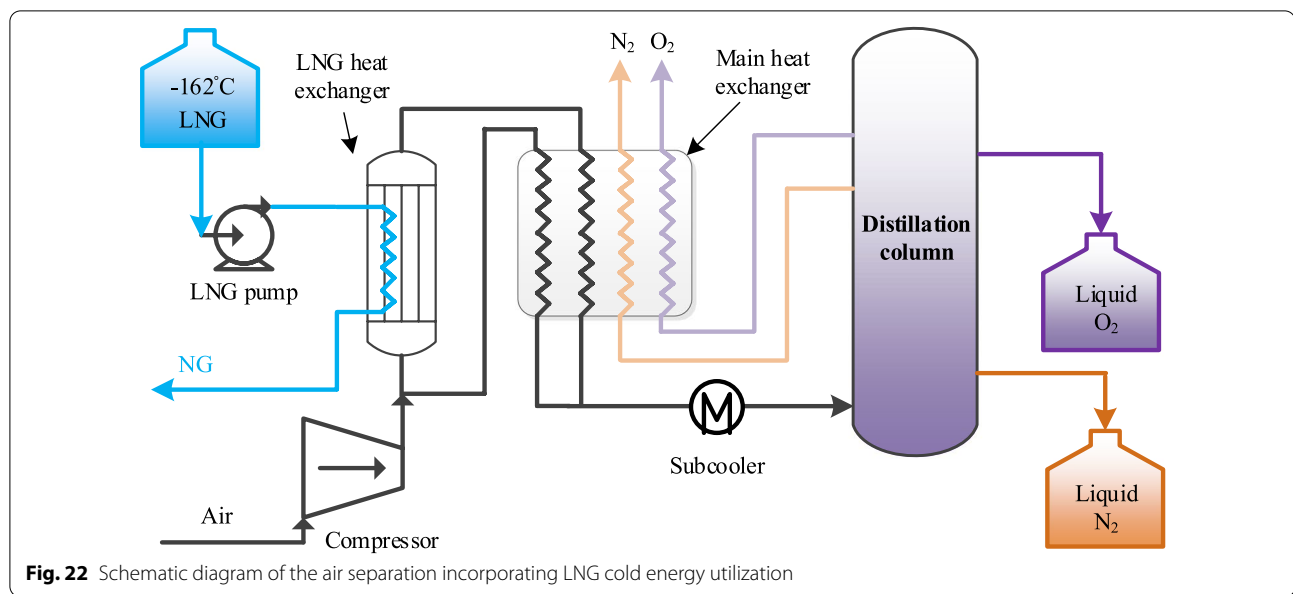 -162°C
LNG
LNG heat
exchanger
N₂
O₂
Main heat
exchanger
LNG pump
NG
Distillation
column
Liquid
O₂
Subcooler
Liquid
N₂
Air
Compressor
Fig. 22 Schematic diagram of the air separation incorporating LNG cold energy utilization